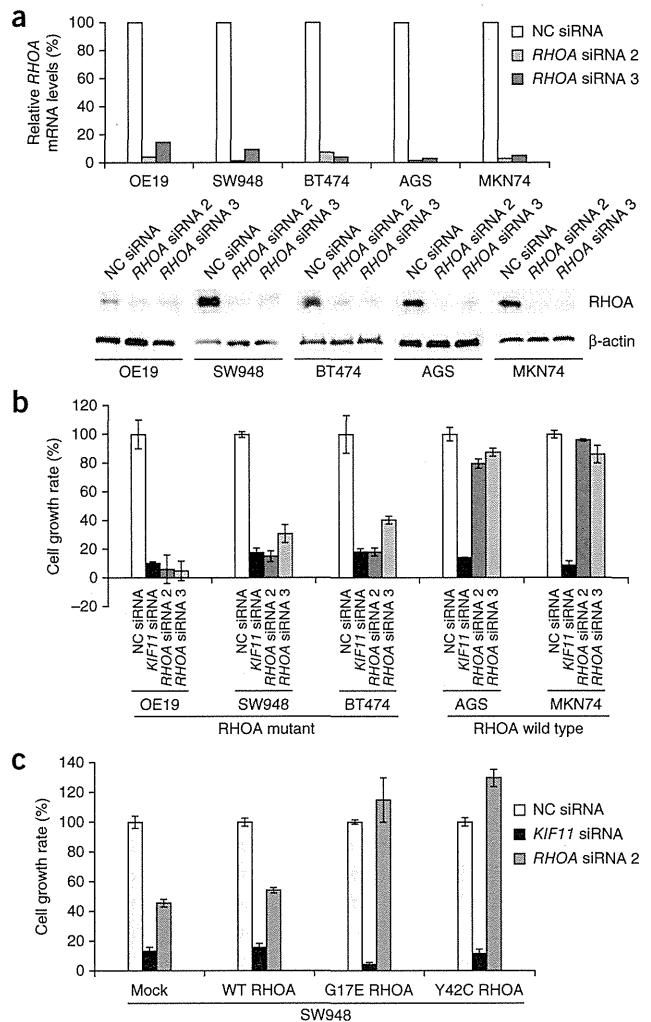 a
Relative RHOA
mRNA levels (%)
100
80
60
40
20
0
NC siRNA
RHOA siRNA 2
RHOA siRNA 3
OE19 SW948 BT474 AGS MKN74
NC siRNA RHOA siRNA 2 RHOA siRNA 3 NC siRNA RHOA siRNA 2 RHOA siRNA 3 NC siRNA RHOA siRNA 2 RHOA siRNA 3 NC siRNA RHOA siRNA 2 RHOA siRNA 3 NC siRNA RHOA siRNA 2 RHOA siRNA 3
RHOA
β-actin
OE19 SW948 BT474 AGS MKN74
b
Cell growth rate (%)
120
100
80
60
40
20
0
–20
NC siRNA KIF11 siRNA RHOA siRNA 2 RHOA siRNA 3 NC siRNA KIF11 siRNA RHOA siRNA 2 RHOA siRNA 3 NC siRNA KIF11 siRNA RHOA siRNA 2 RHOA siRNA 3 NC siRNA KIF11 siRNA RHOA siRNA 2 RHOA siRNA 3 NC siRNA KIF11 siRNA RHOA siRNA 2 RHOA siRNA 3
OE19 SW948 BT474 AGS MKN74
RHOA mutant RHOA wild type
c
Cell growth rate (%)
140
120
100
80
60
40
20
0
NC siRNA
KIF11 siRNA
RHOA siRNA 2
Mock WT RHOA G17E RHOA Y42C RHOA
SW948